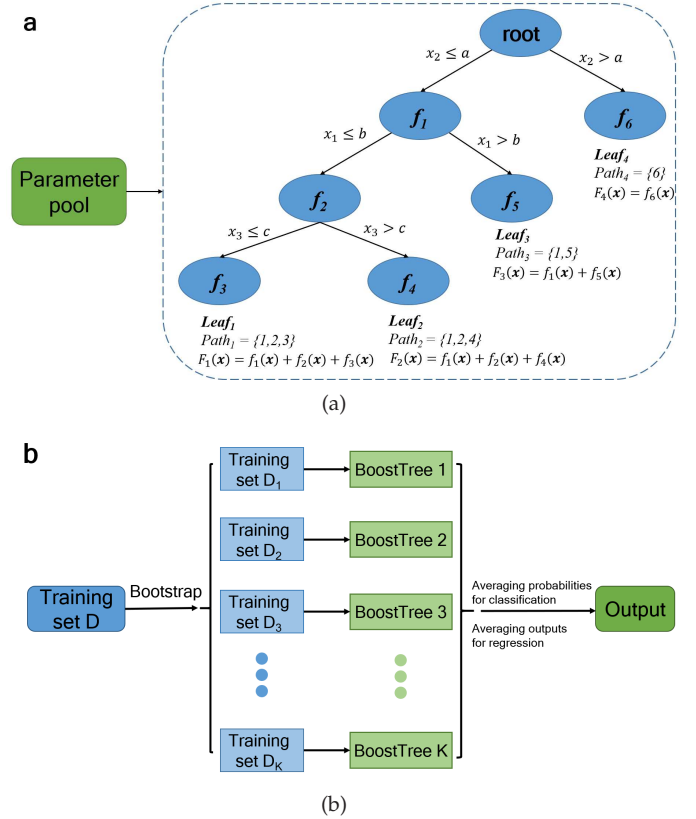 a
root
x₂ ≤ a
x₂ > a
f₁
f₆
x₁ ≤ b
x₁ > b
Leaf₄
Path₄ = {6}
F₄(x) = f₆(x)
Parameter
pool
f₂
f₅
x₃ ≤ c
x₃ > c
Leaf₃
Path₃ = {1,5}
F₃(x) = f₁(x) + f₅(x)
f₃
f₄
Leaf₁
Path₁ = {1,2,3}
F₁(x) = f₁(x) + f₂(x) + f₃(x)
Leaf₂
Path₂ = {1,2,4}
F₂(x) = f₁(x) + f₂(x) + f₄(x)
(a)
b
Training
set D
Bootstrap
Training
set D₁
BoostTree 1
Training
set D₂
BoostTree 2
Training
set D₃
BoostTree 3
Training
set Dₖ
BoostTree K
Averaging probabilities
for classification
Averaging outputs
for regression
Output
(b)